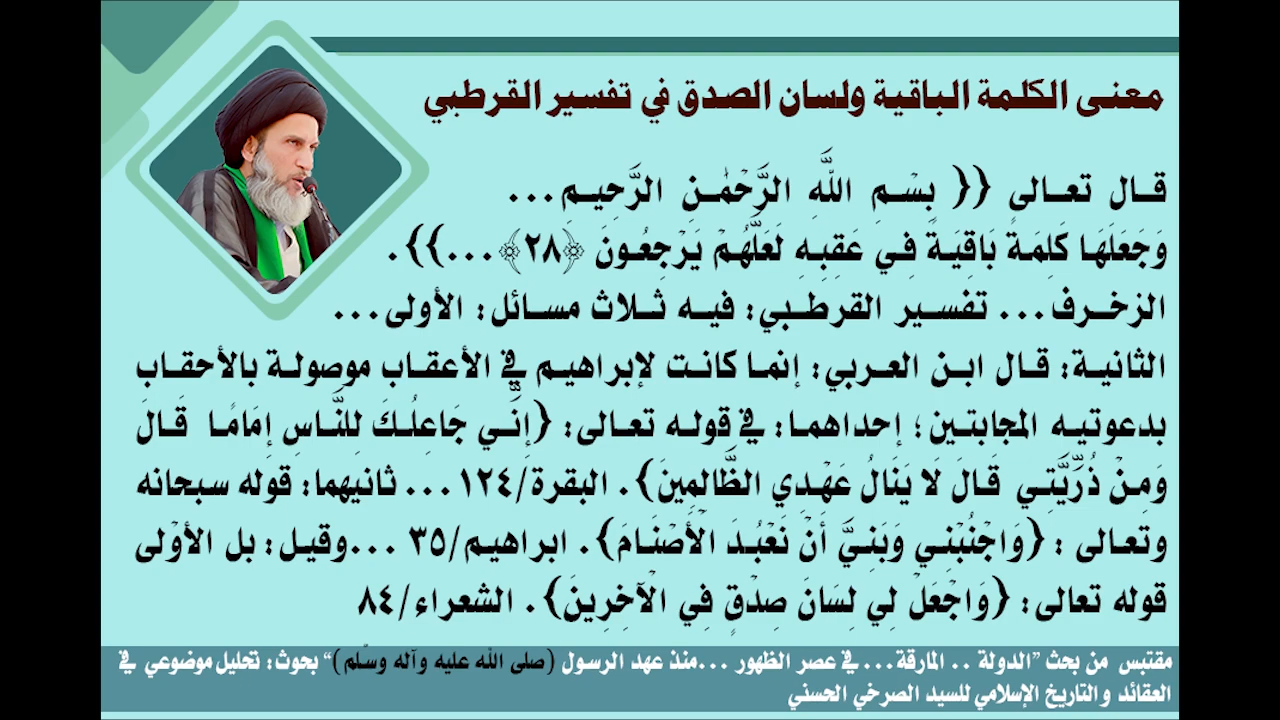 معنى الكلمة الباقية ولسان الصدق في تفسير القرطبي
قال تعالى (( بِسْمِ اللَّهِ الرَّحْمَٰنِ الرَّحِيمِ...
وَجَعَلَهَا كَلِمَةً بَاقِيَةً فِي عَقِبِهِ لَعَلَّهُمْ يَرْجِعُونَ ﴿٢٨﴾...)).
الزخرف... تفسير القرطبي: فيه ثلاث مسائل: الأولى...
الثانية: قال ابن العربي: إنما كانت لإبراهيم في الأعقاب موصولة بالأحقاب
بدعوتيه المجابتين؛ إحداهما: في قوله تعالى: {إِنِّي جَاعِلُكَ لِلنَّاسِ إِمَامًا قَالَ
وَمِنْ ذُرِّيَّتِي قَالَ لَا يَنَالُ عَهْدِي الظَّالِمِينَ}. البقرة/١٢٤... ثانيهما: قوله سبحانه
وتعالى : {وَاجْنُبْنِي وَبَنِيَّ أَنْ نَعْبُدَ الْأَصْنَامَ}. ابراهيم/٣٥ ...وقيل: بل الأولى
قوله تعالى: {وَاجْعَلْ لِي لِسَانَ صِدْقٍ فِي الْآخِرِينَ}. الشعراء/٨٤
مقتبس من بحث "الدولة .. المارقة...في عصر الظهور ...منذ عهد الرسول (صلى الله عليه وآله وسلّم)" بحوث: تحليل موضوعي في
العقائد والتاريخ الإسلامي للسيد الصرخي الحسني